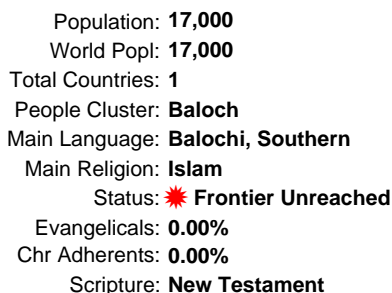 Population: 17,000
World Popl: 17,000
Total Countries: 1
People Cluster: Baloch
Main Language: Balochi, Southern
Main Religion: Islam
Status: Frontier Unreached
Evangelicals: 0.00%
Chr Adherents: 0.00%
Scripture: New Testament